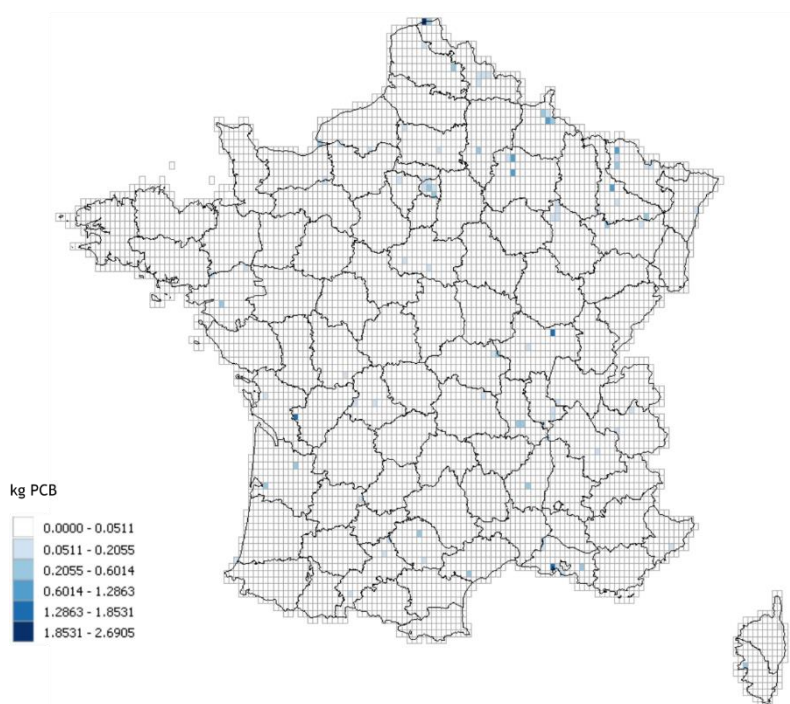 kg PCB
0.0000 - 0.0511
0.0511 - 0.2055
0.2055 - 0.6014
0.6014 - 1.2863
1.2863 - 1.8531
1.8531 - 2.6905